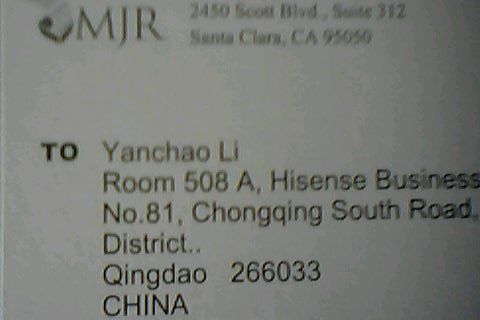 MJR
2450 Scott Blvd., Suite 312
Santa Clara, CA 95050
TO Yanchao Li
Room 508 A, Hisense Business
No.81, Chongqing South Road,
District..
Qingdao 266033
CHINA